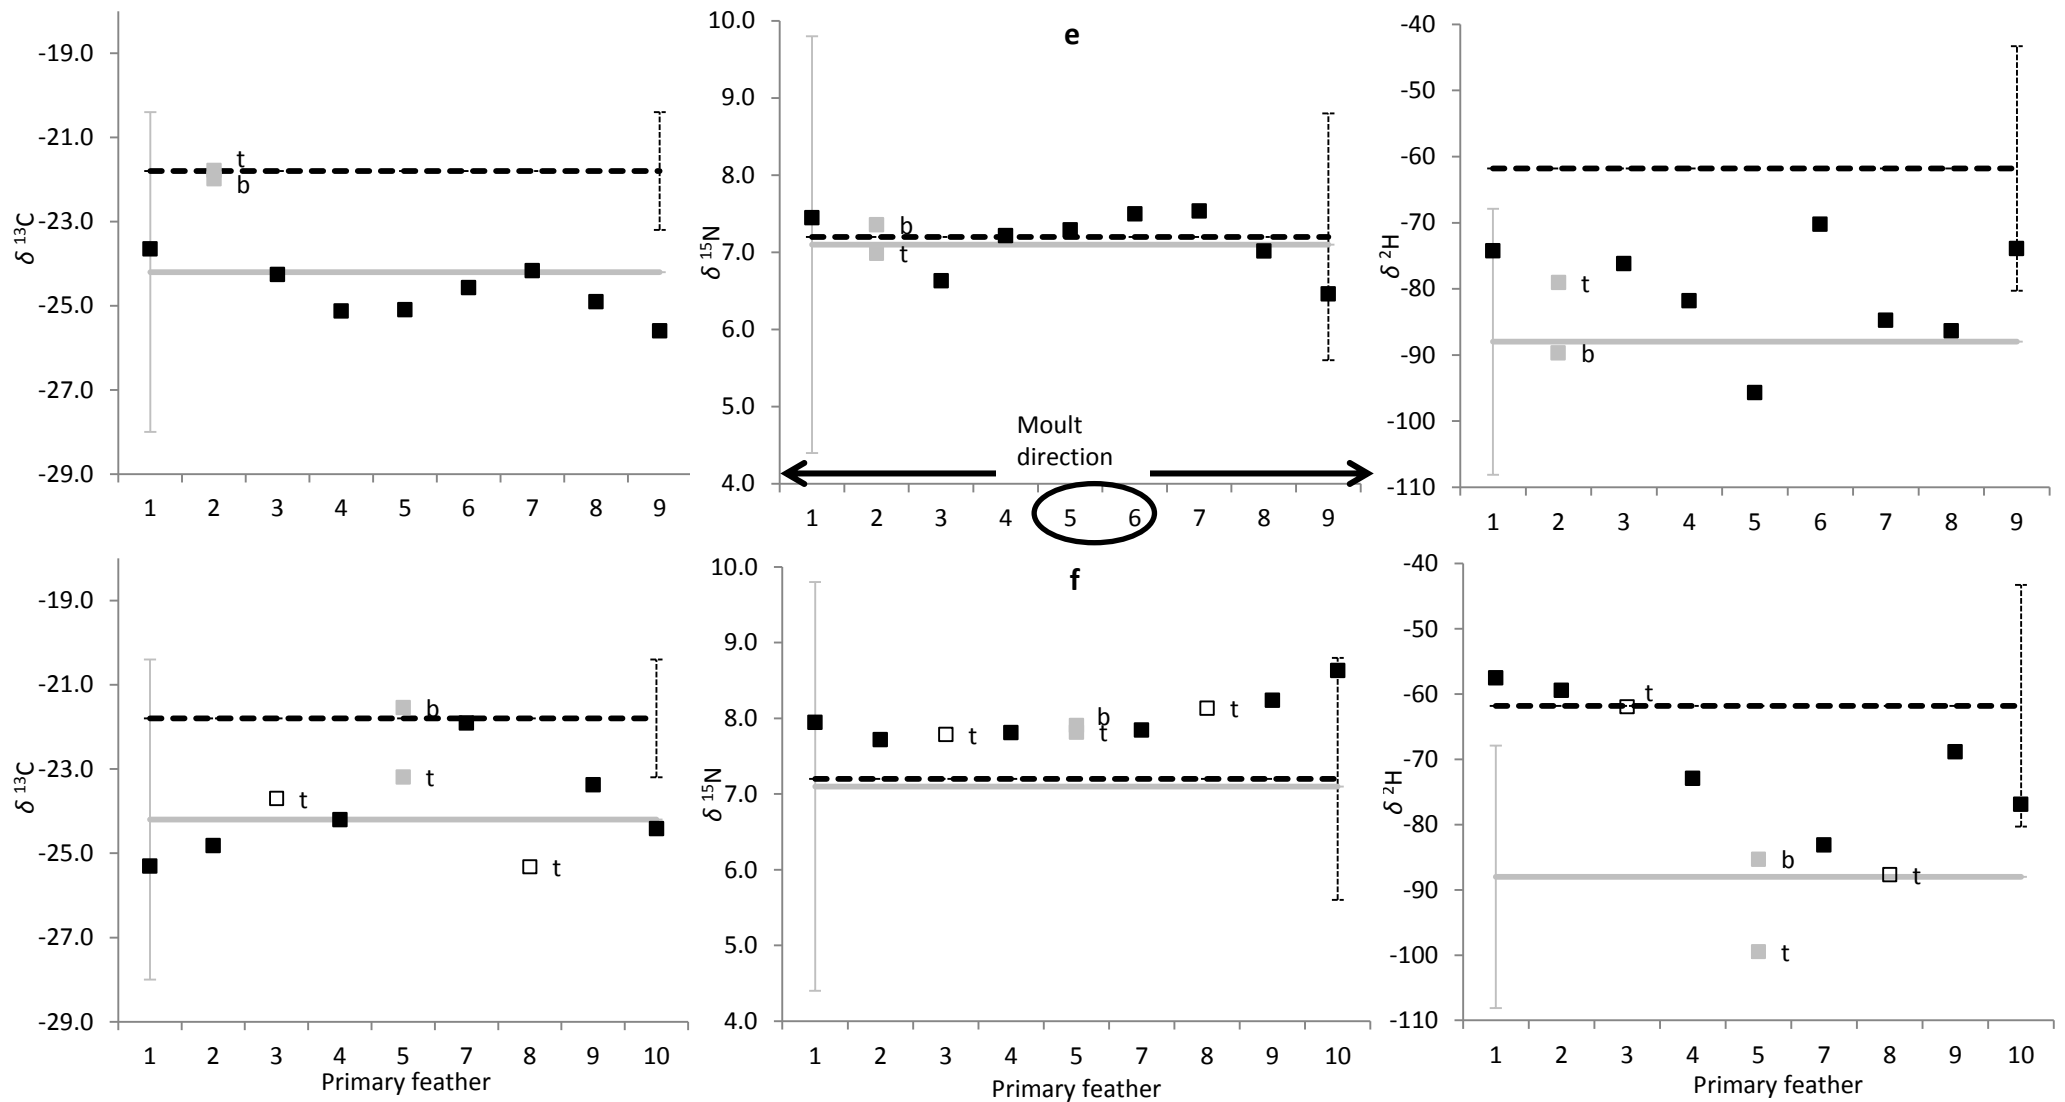 -19.0
-21.0
-23.0
-25.0
-27.0
-29.0
δ ¹³C
t
b
1 2 3 4 5 6 7 8 9
e
10.0
9.0
8.0
7.0
6.0
5.0
4.0
δ ¹⁵N
b
t
Moult
direction
1 2 3 4 5 6 7 8 9
-40
-50
-60
-70
-80
-90
-100
-110
δ ²H
t
b
1 2 3 4 5 6 7 8 9
-19.0
-21.0
-23.0
-25.0
-27.0
-29.0
δ ¹³C
b
t
t
t
1 2 3 4 5 7 8 9 10
Primary feather
f
10.0
9.0
8.0
7.0
6.0
5.0
4.0
δ ¹⁵N
t
b
t
t
1 2 3 4 5 7 8 9 10
Primary feather
-40
-50
-60
-70
-80
-90
-100
-110
δ ²H
t
b
t
t
1 2 3 4 5 7 8 9 10
Primary feather